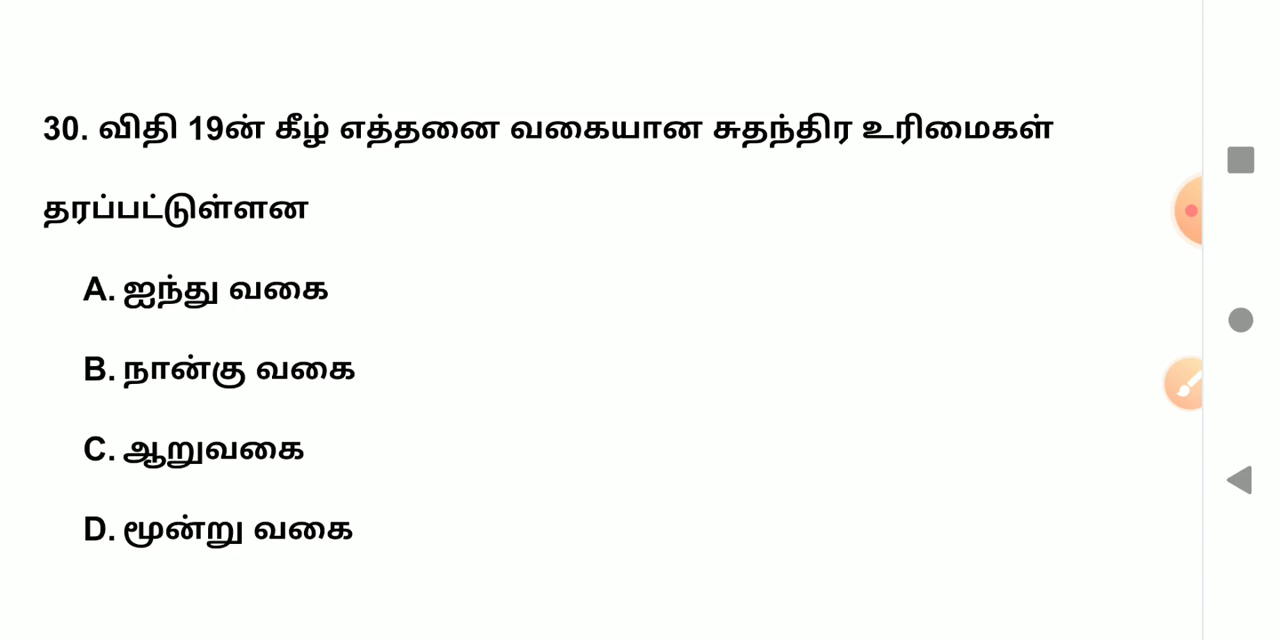 30. விதி 19ன் கீழ் எத்தனை வகையான சுதந்திர உரிமைகள்
தரப்பட்டுள்ளன
A. ஐந்து வகை
B. நான்கு வகை
C. ஆறுவகை
D. மூன்று வகை